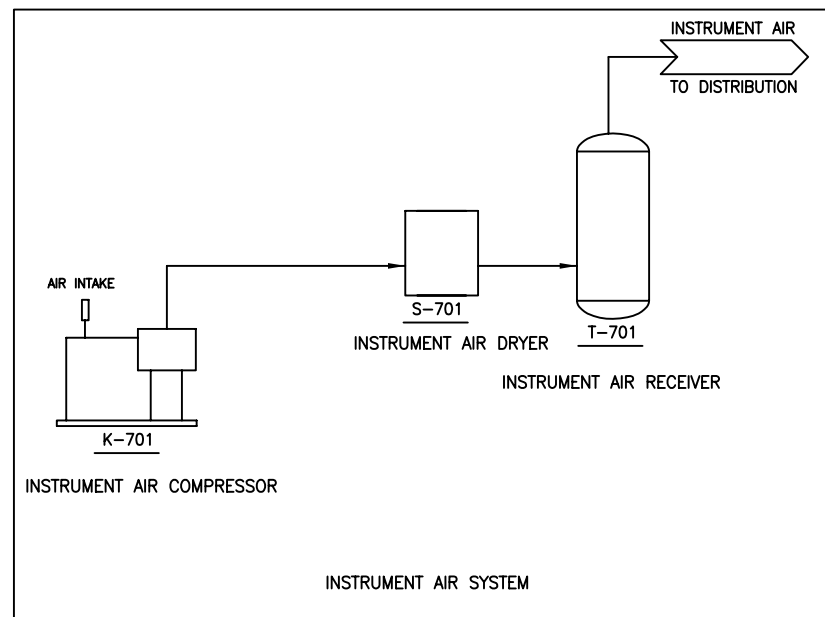 INSTRUMENT AIR
TO DISTRIBUTION
AIR INTAKE
S-701
INSTRUMENT AIR DRYER
T-701
INSTRUMENT AIR RECEIVER
K-701
INSTRUMENT AIR COMPRESSOR
INSTRUMENT AIR SYSTEM